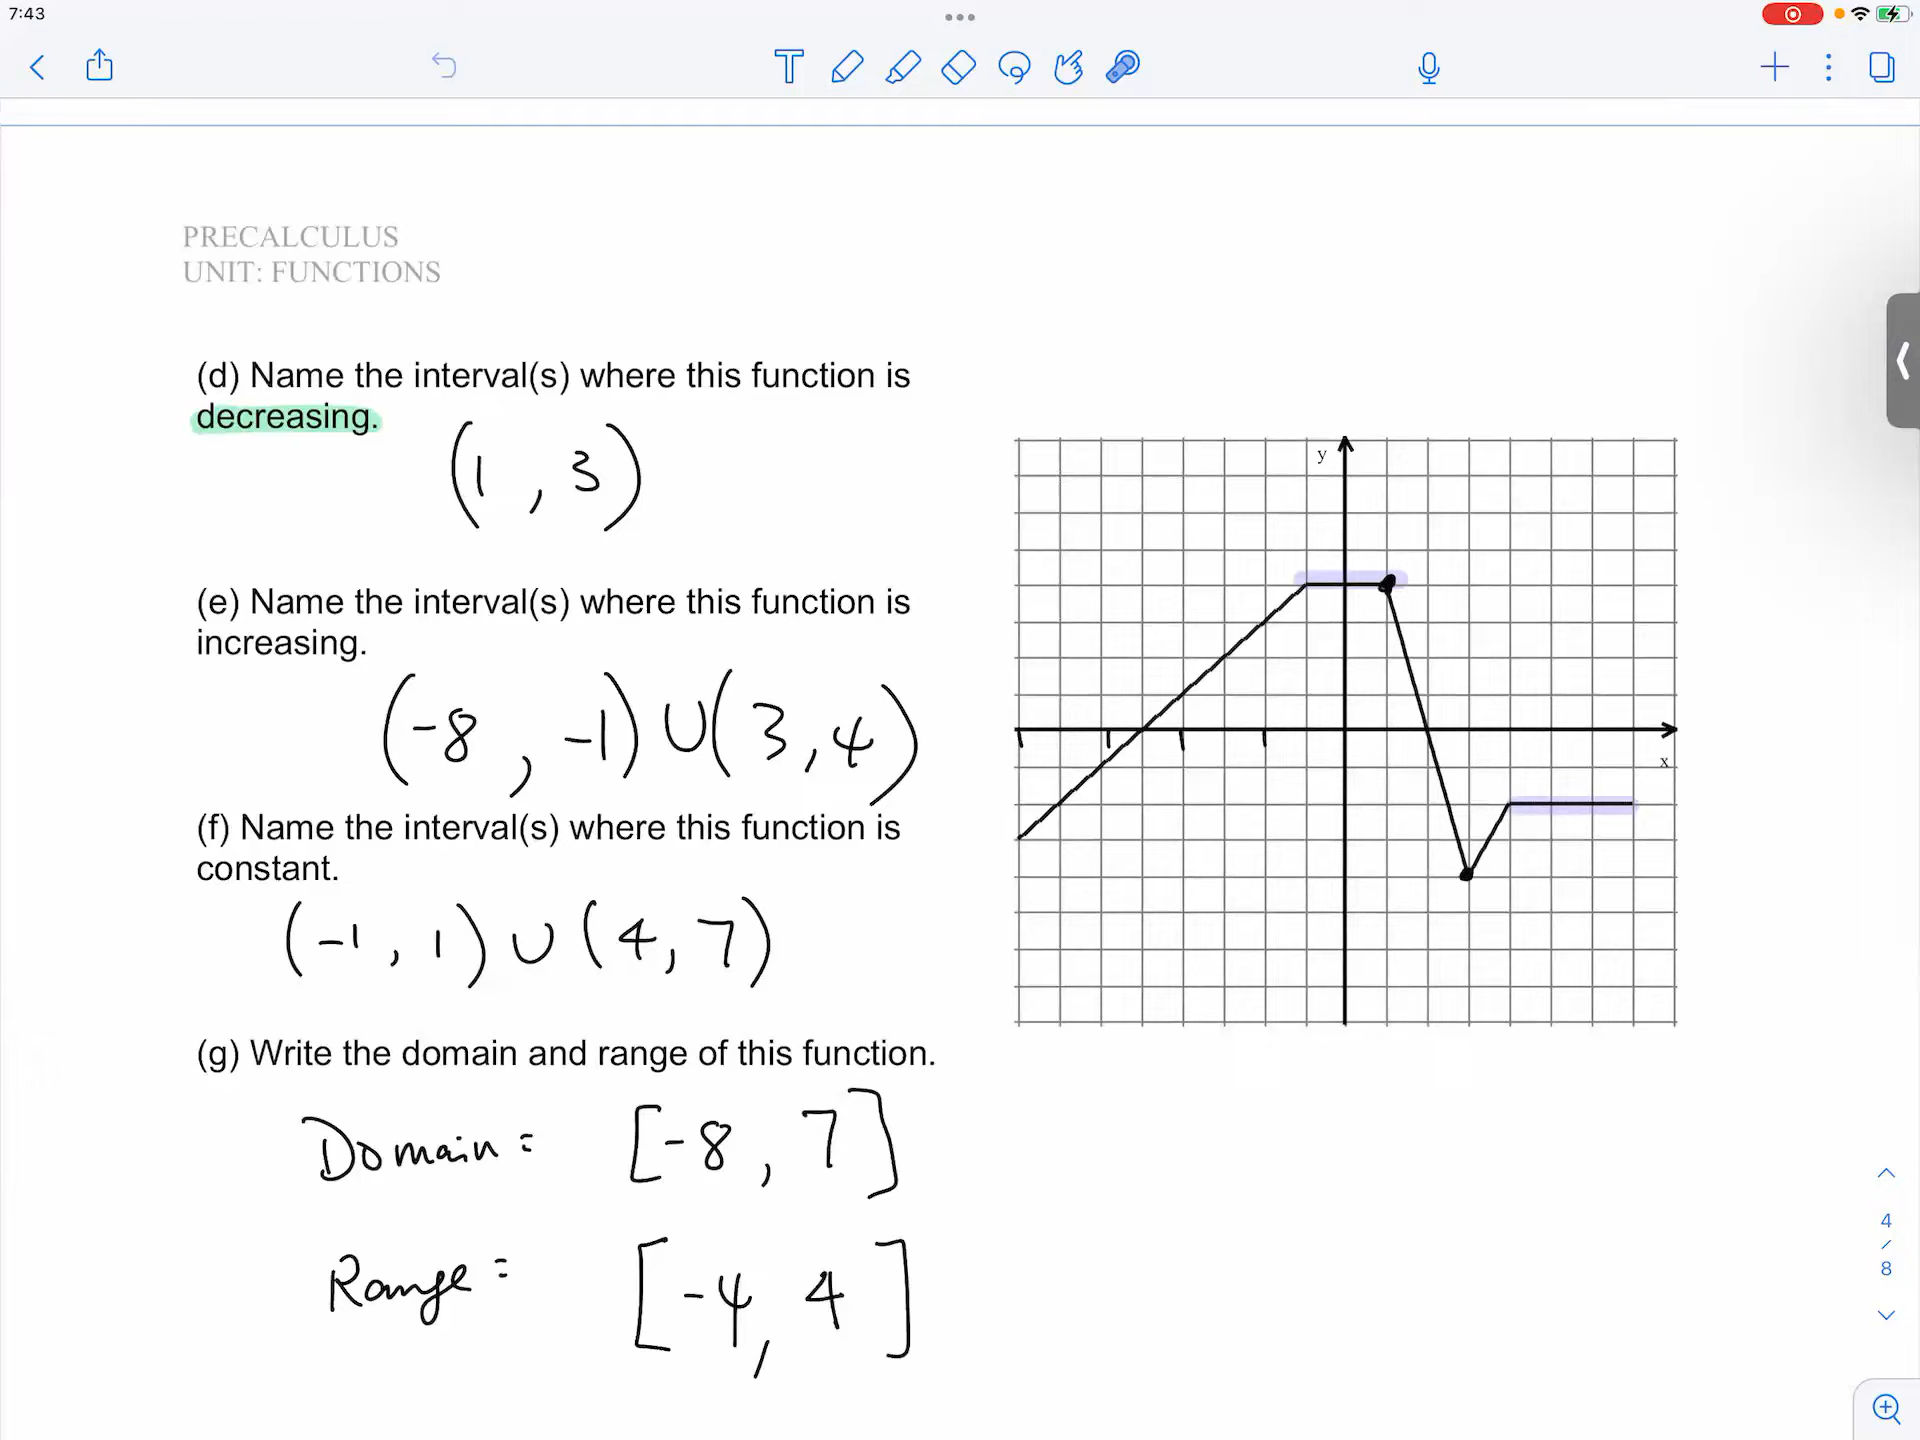 7:43
PRECALCULUS
UNIT: FUNCTIONS
(d) Name the interval(s) where this function is
decreasing.
(1, 3)
(e) Name the interval(s) where this function is
increasing.
(-8, -1) ∪ (3, 4)
(f) Name the interval(s) where this function is
constant.
(-1, 1) ∪ (4, 7)
(g) Write the domain and range of this function.
Domain = [-8, 7]
Range = [-4, 4]
y
x
4
/
8